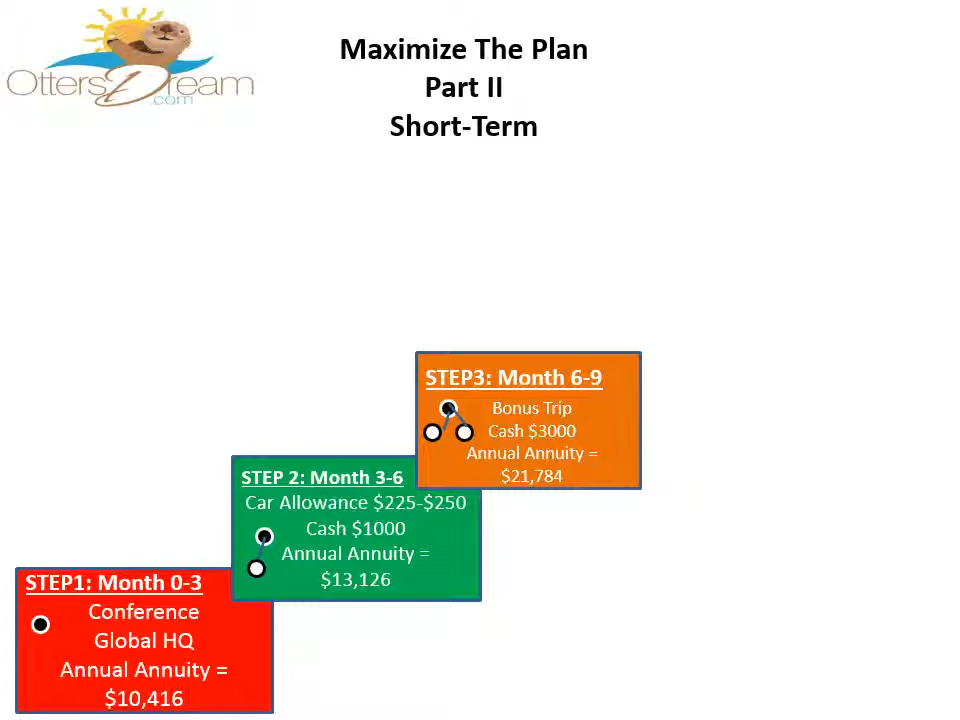 OttersDream
.com
Maximize The Plan
Part II
Short-Term
STEP3: Month 6-9
Bonus Trip
Cash $3000
Annual Annuity =
$21,784
STEP 2: Month 3-6
Car Allowance $225-$250
Cash $1000
Annual Annuity =
$13,126
STEP1: Month 0-3
Conference
Global HQ
Annual Annuity =
$10,416